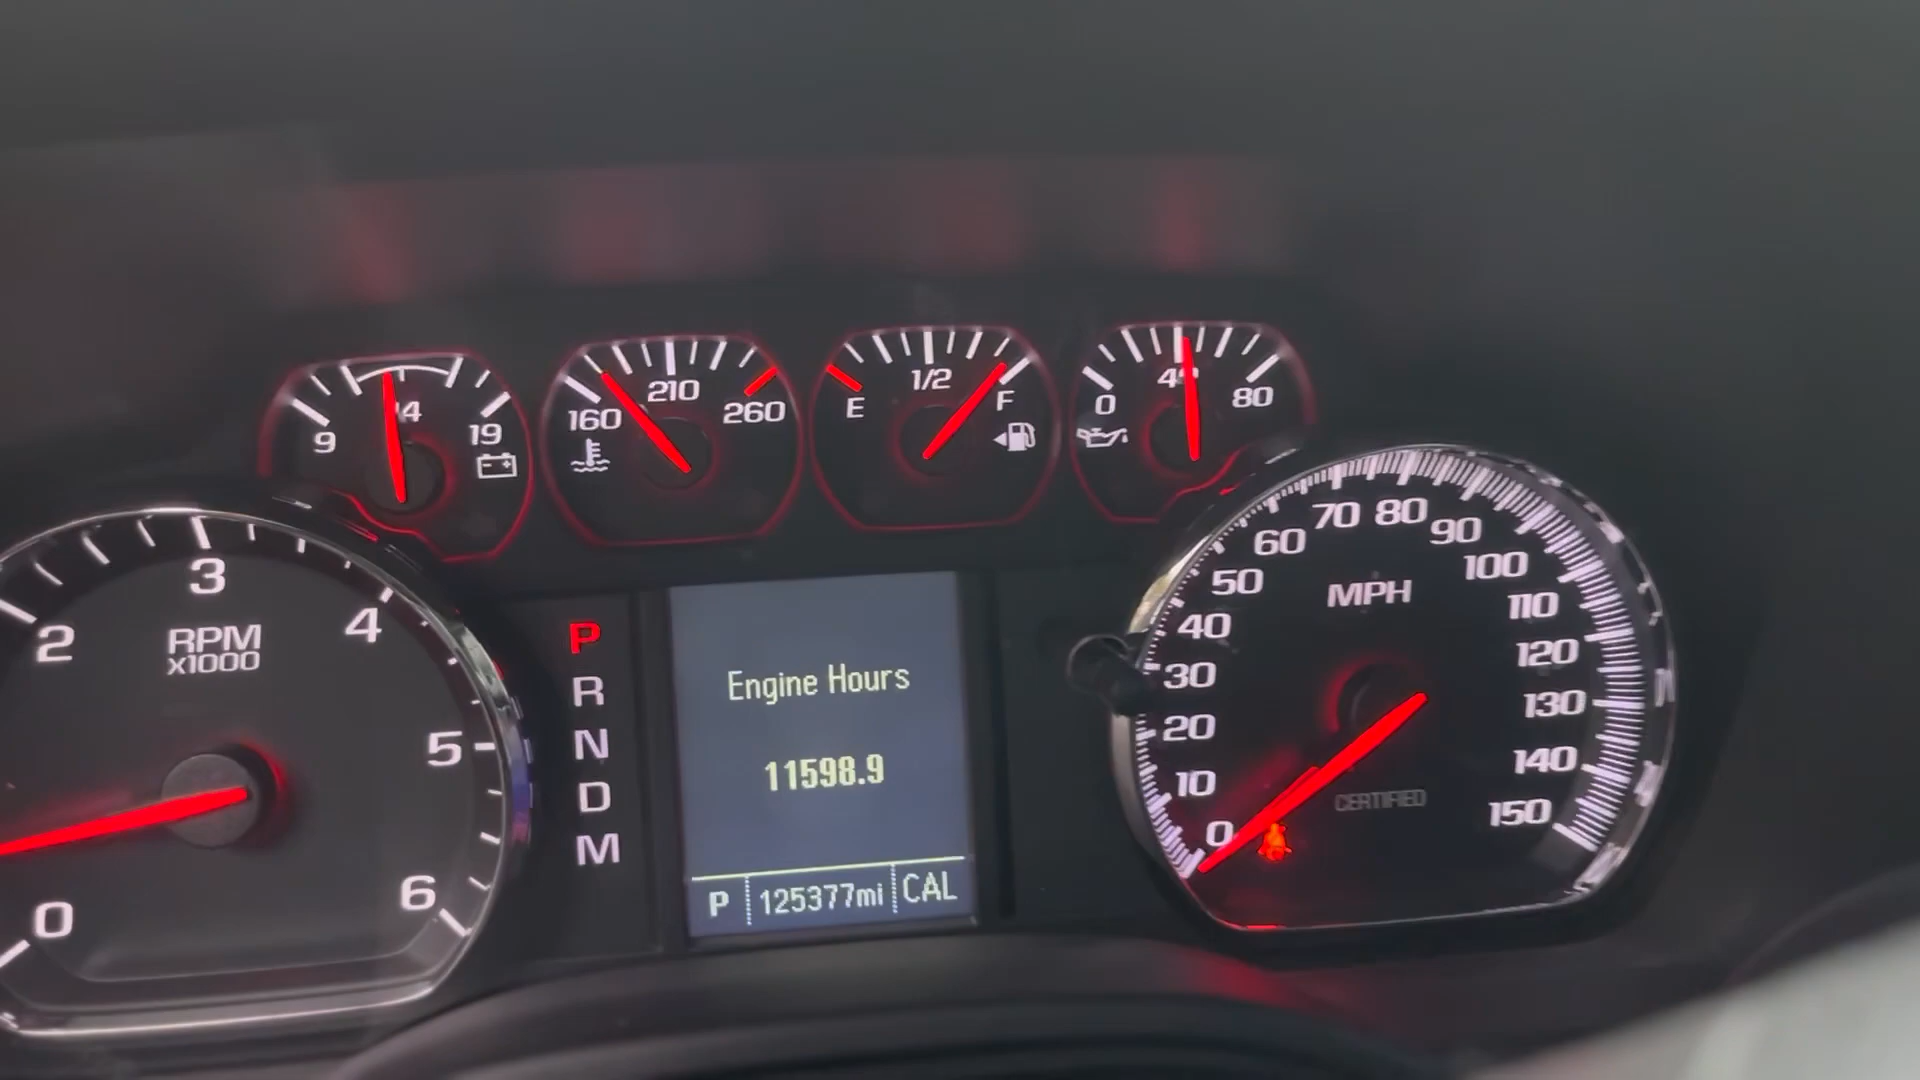 9 14 19
160 210 260
E 1/2 F
0 40 80
0 2 3 4 5 6
RPM
x1000
P
R
N
D
M
Engine Hours
11598.9
P 125377mi CAL
0 10 20 30 40 50 60 70 80 90 100 110 120 130 140 150
MPH
CERTIFIED